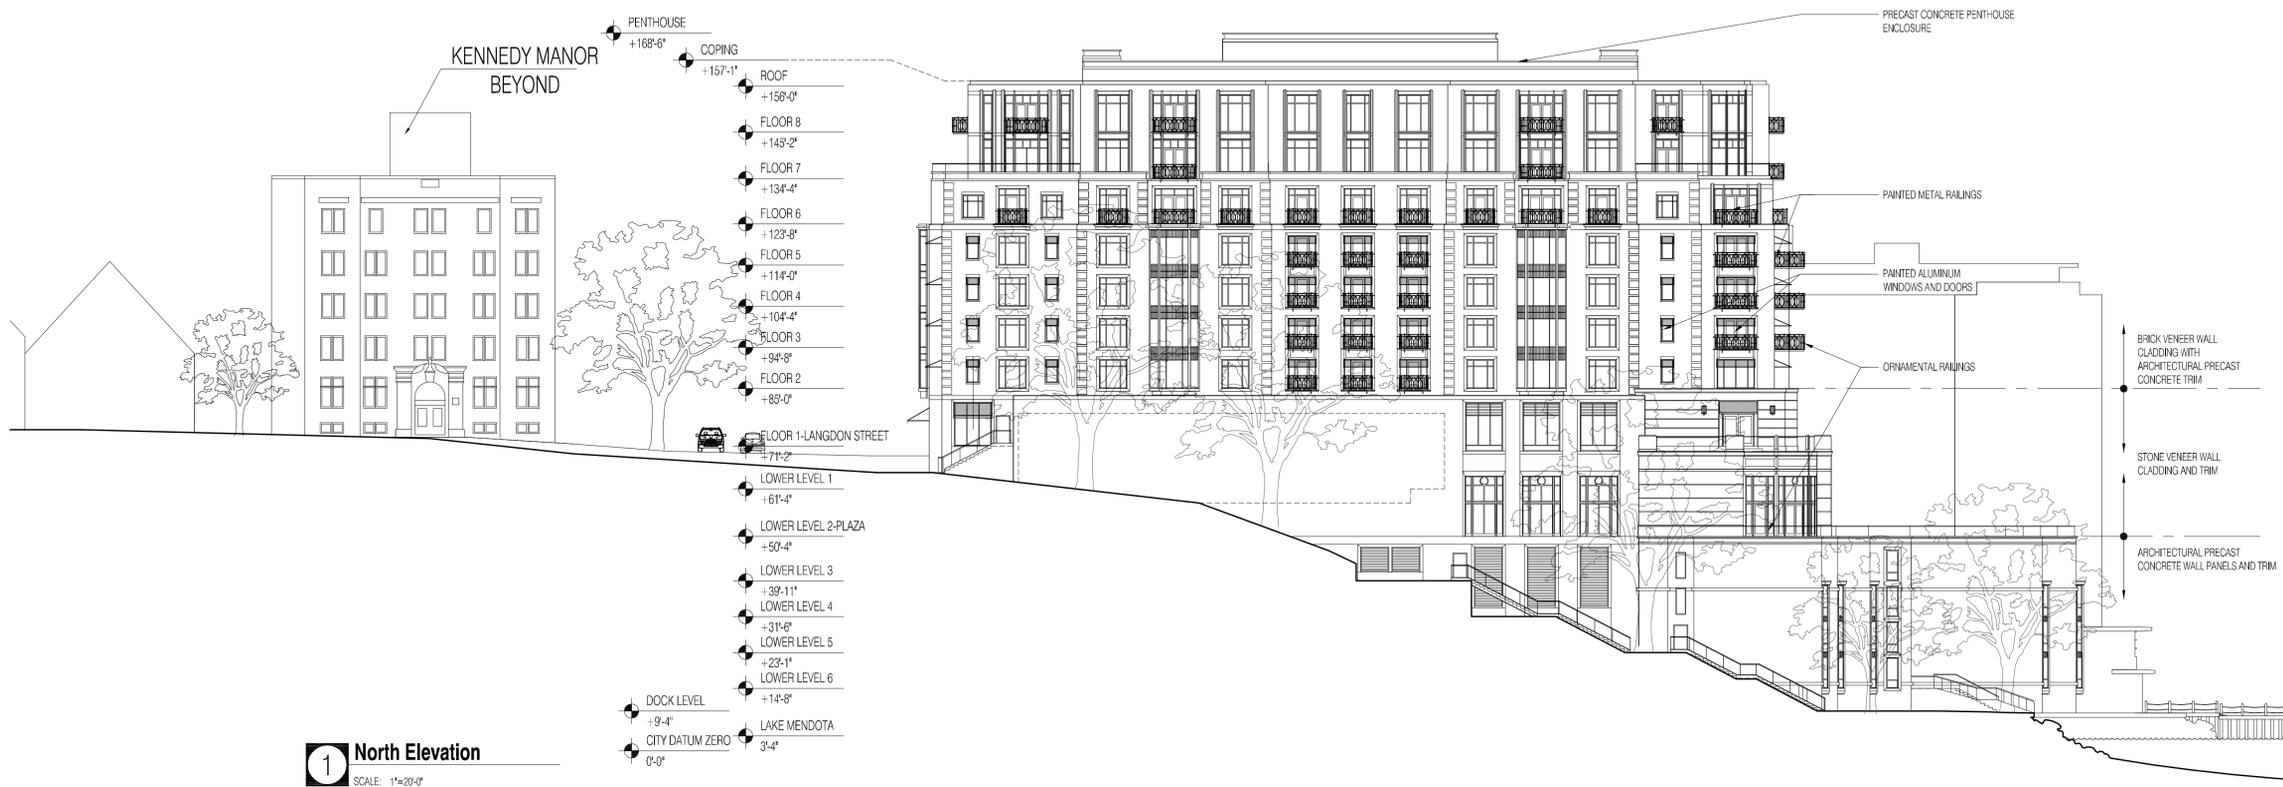 PENTHOUSE
+168'-6"
KENNEDY MANOR
BEYOND
COPING
+157'-1"
ROOF
+156'-0"
FLOOR 8
+145'-2"
FLOOR 7
+134'-4"
FLOOR 6
+123'-8"
FLOOR 5
+114'-0"
FLOOR 4
+104'-4"
FLOOR 3
+94'-8"
FLOOR 2
+85'-0"
FLOOR 1-LANGDON STREET
+71'-2"
LOWER LEVEL 1
+61'-4"
LOWER LEVEL 2-PLAZA
+50'-4"
LOWER LEVEL 3
+39'-11"
LOWER LEVEL 4
+31'-6"
LOWER LEVEL 5
+23'-1"
LOWER LEVEL 6
+14'-8"
DOCK LEVEL
+9'-4"
LAKE MENDOTA
3'-4"
CITY DATUM ZERO
0'-0"
PRECAST CONCRETE PENTHOUSE
ENCLOSURE
PAINTED METAL RAILINGS
PAINTED ALUMINUM
WINDOWS AND DOORS
ORNAMENTAL RAILINGS
BRICK VENEER WALL
CLADDING WITH
ARCHITECTURAL PRECAST
CONCRETE TRIM
STONE VENEER WALL
CLADDING AND TRIM
ARCHITECTURAL PRECAST
CONCRETE WALL PANELS AND TRIM
1 North Elevation
SCALE: 1"=20'-0"